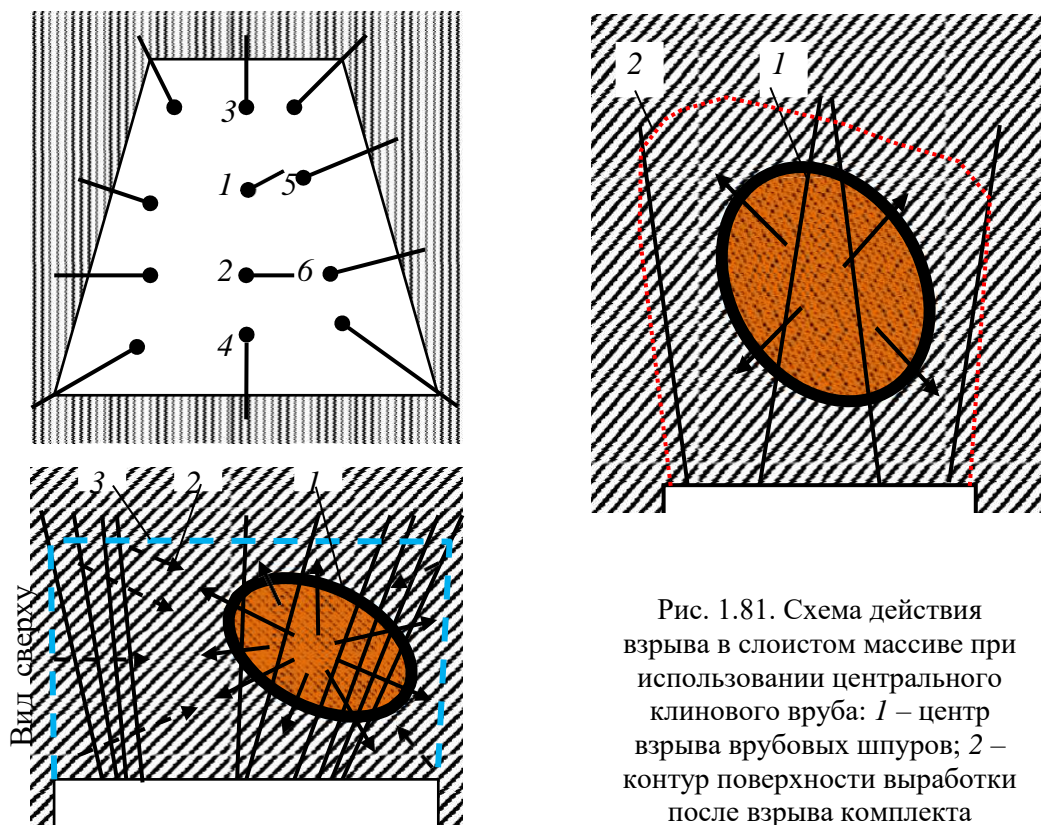 3
1
5
2
6
4
2
1
3
2
1
Вид сверху
Рис. 1.81. Схема действия
взрыва в слоистом массиве при
использовании центрального
клинового вруба: 1 – центр
взрыва врубовых шпуров; 2 –
контур поверхности выработки
после взрыва комплекта